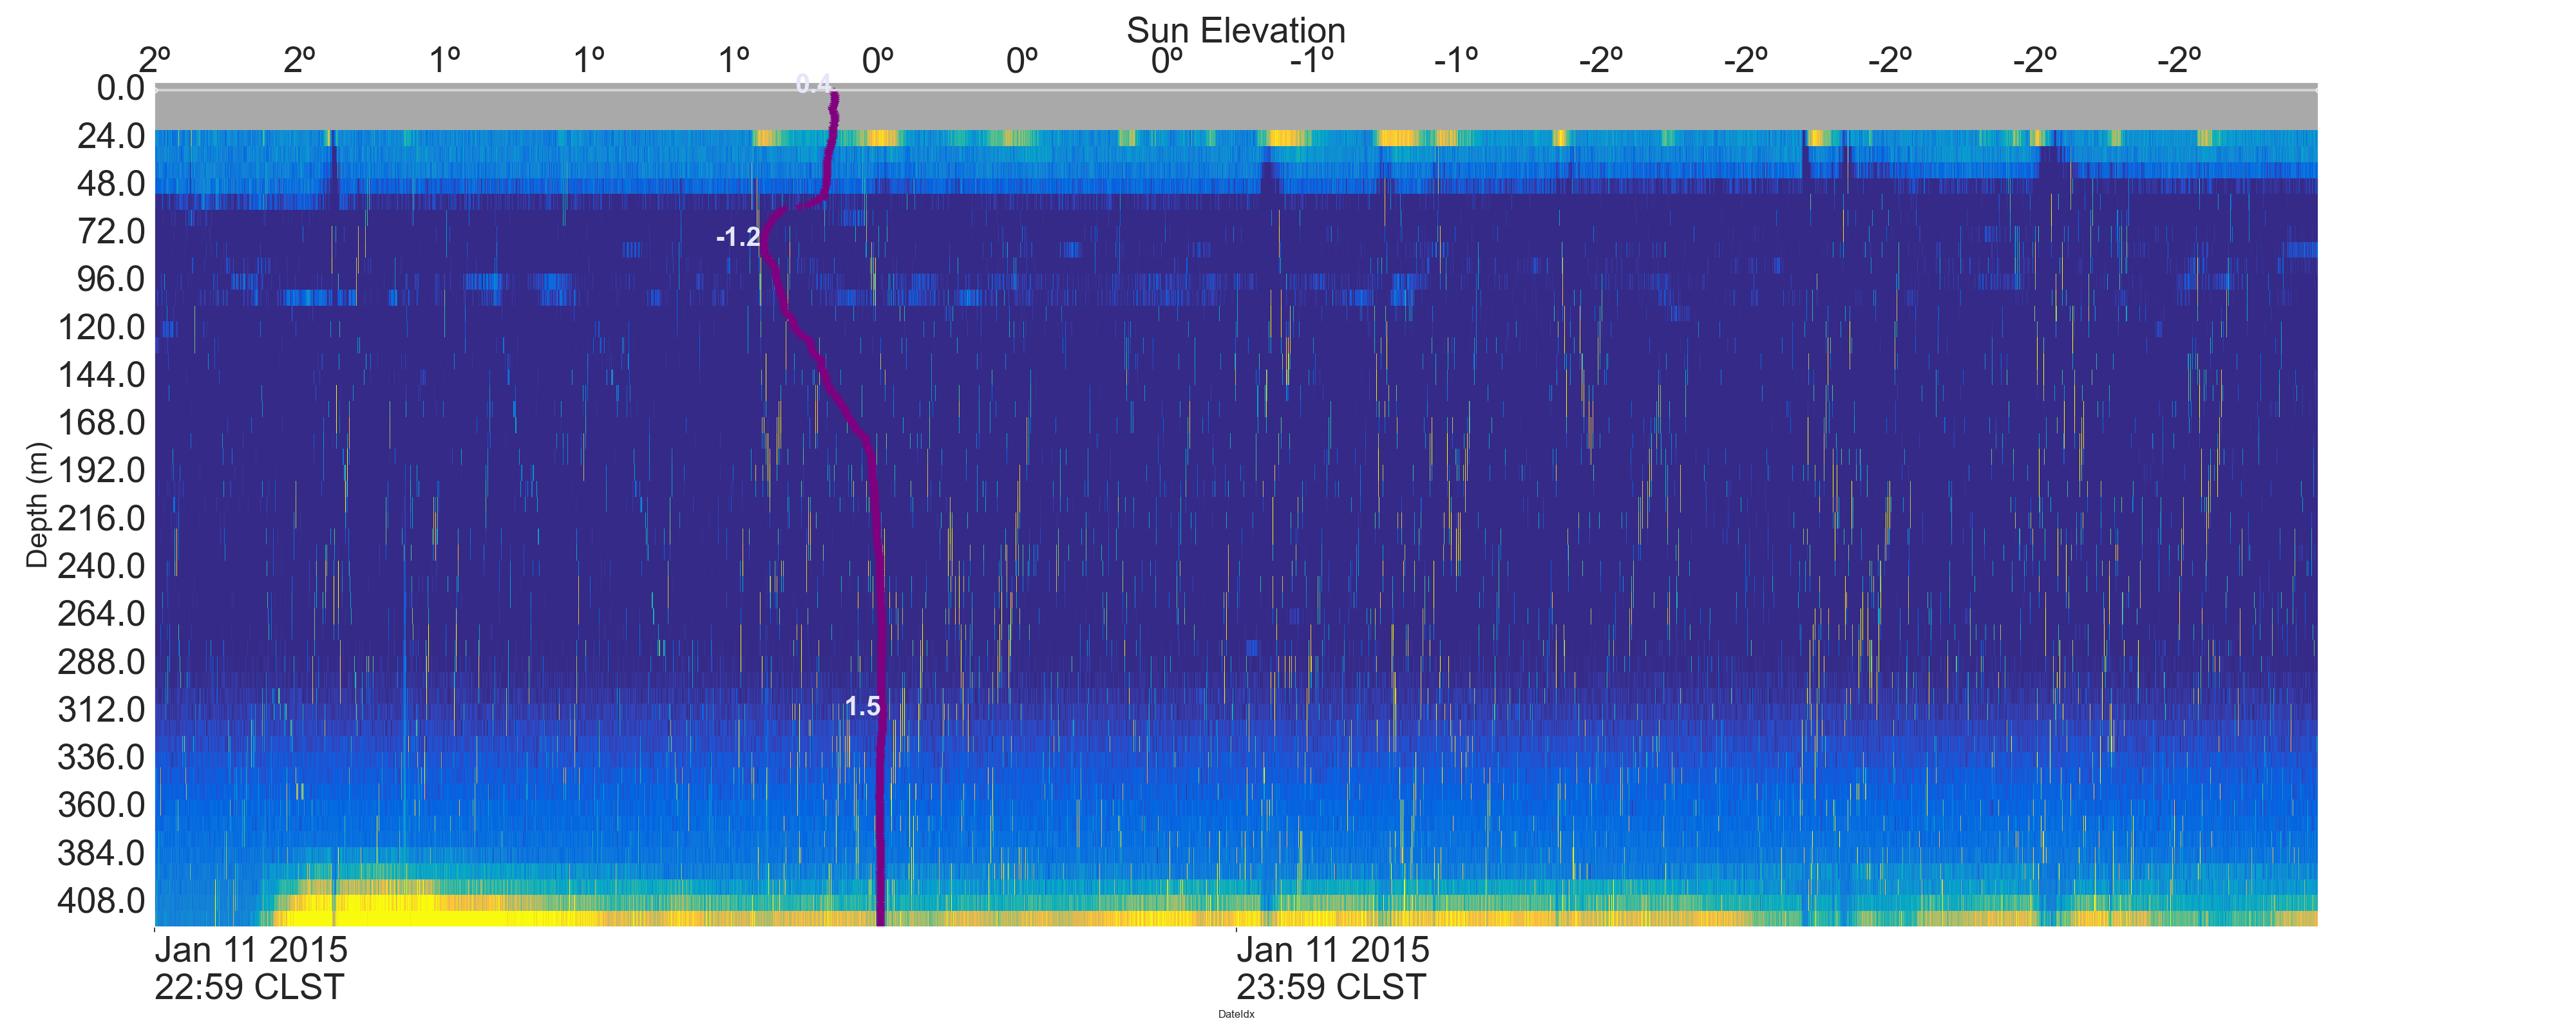 Sun Elevation
2º 2º 1º 1º 1º 0º 0º 0º -1º -1º -2º -2º -2º -2º -2º
0.4
0.0
24.0
48.0
72.0
-1.2
96.0
120.0
144.0
168.0
192.0
216.0
240.0
264.0
288.0
312.0
1.5
336.0
360.0
384.0
408.0
Depth (m)
Jan 11 2015
22:59 CLST
Jan 11 2015
23:59 CLST
DateIdx